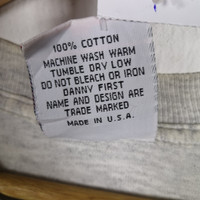 100% COTTON
MACHINE WASH WARM
TUMBLE DRY LOW
DO NOT BLEACH OR IRON
DANNY FIRST
NAME AND DESIGN ARE
TRADE MARKED
MADE IN U.S.A.